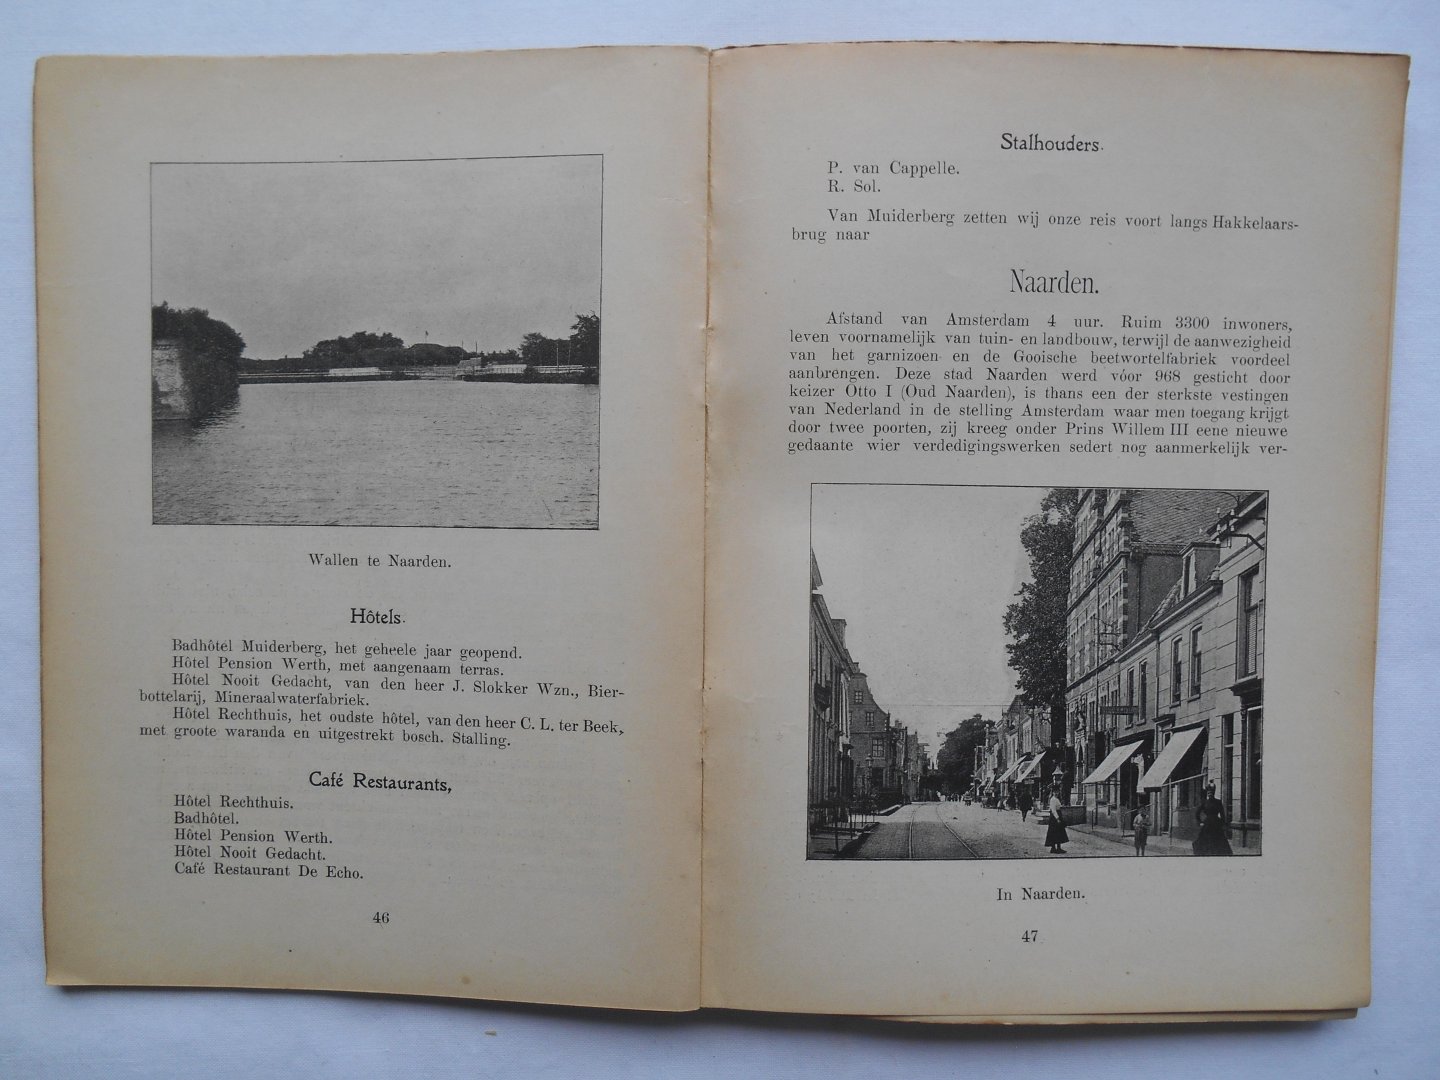 Wallen te Naarden.
Hôtels.
Badhôtel Muiderberg, het geheele jaar geopend.
Hôtel Pension Werth, met aangenaam terras.
Hôtel Nooit Gedacht, van den heer J. Slokker Wzn., Bier-
bottelarij, Mineraalwaterfabriek.
Hôtel Rechthuis, het oudste hôtel, van den heer C. L. ter Beek,
met groote waranda en uitgestrekt bosch. Stalling.
Café Restaurants,
Hôtel Rechthuis.
Badhôtel.
Hôtel Pension Werth.
Hôtel Nooit Gedacht.
Café Restaurant De Echo.
46
Stalhouders.
P. van Cappelle.
R. Sol.
Van Muiderberg zetten wij onze reis voort langs Hakkelaars-
brug naar
Naarden.
Afstand van Amsterdam 4 uur. Ruim 3300 inwoners,
leven voornamelijk van tuin- en landbouw, terwijl de aanwezigheid
van het garnizoen en de Gooische beetwortelfabriek voordeel
aanbrengen. Deze stad Naarden werd vóór 968 gesticht door
keizer Otto I (Oud Naarden), is thans een der sterkste vestingen
van Nederland in de stelling Amsterdam waar men toegang krijgt
door twee poorten, zij kreeg onder Prins Willem III eene nieuwe
gedaante wier verdedigingswerken sedert nog aanmerkelijk ver-
In Naarden.
47